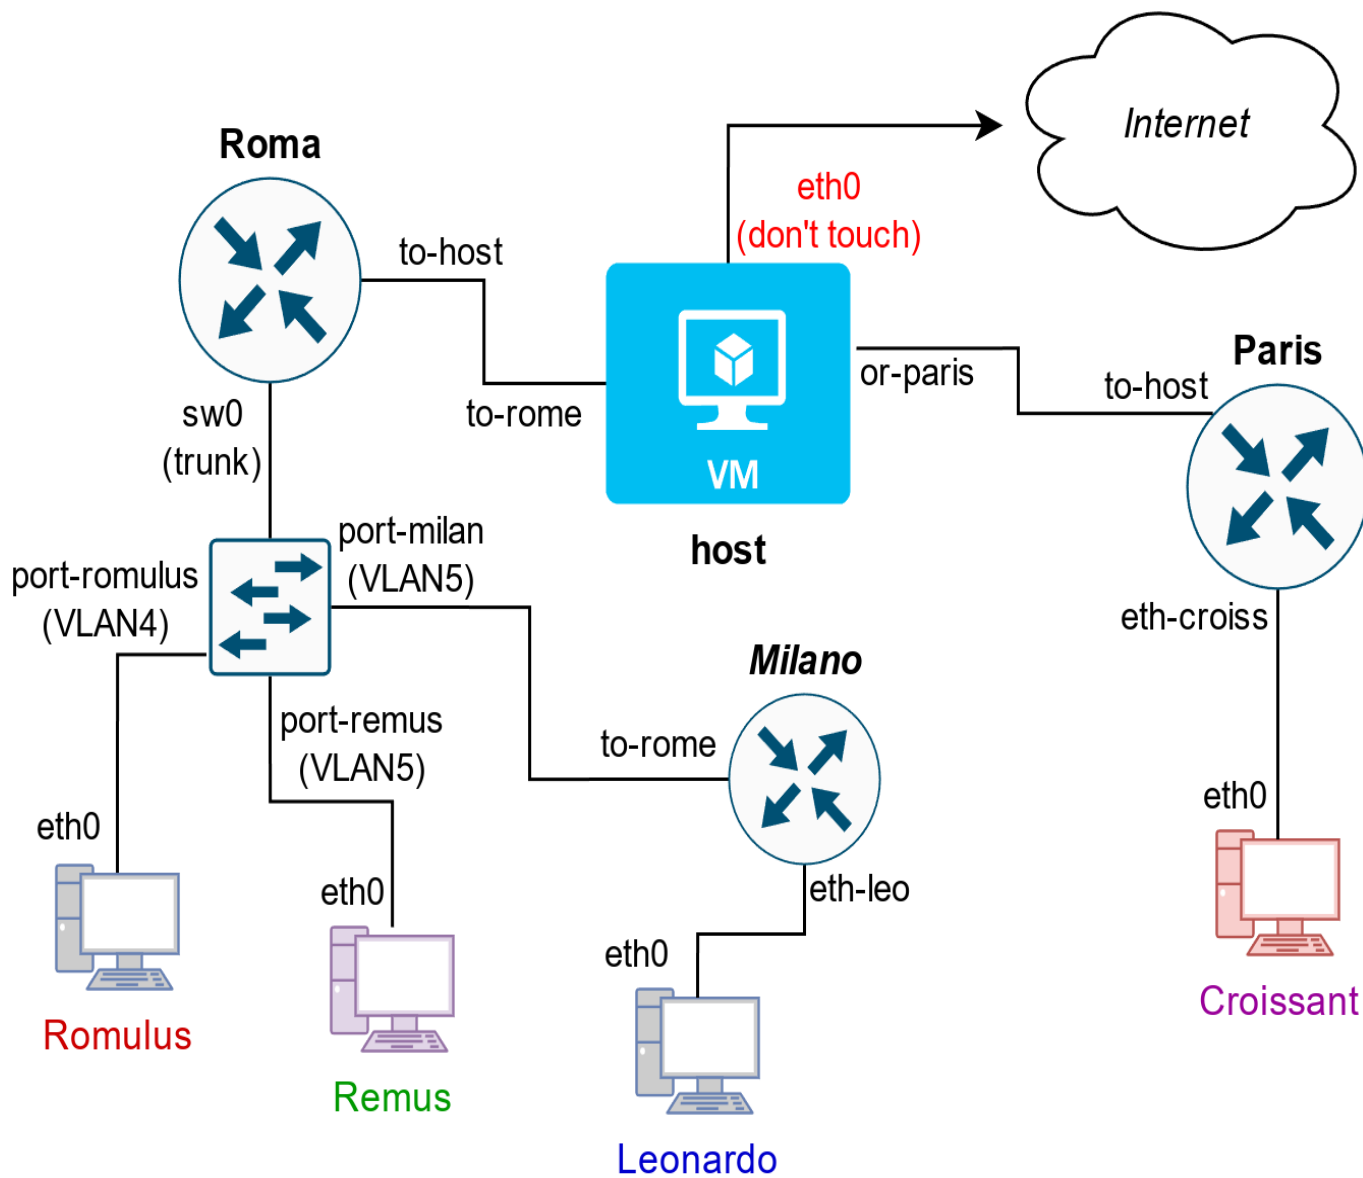 Internet
Roma
eth0
(don't touch)
to-host
Paris
or-paris
to-host
sw0
(trunk)
to-rome
VM
host
port-milan
(VLAN5)
port-romulus
(VLAN4)
eth-croiss
Milano
port-remus
(VLAN5)
to-rome
eth0
eth0
eth0
eth-leo
eth0
Croissant
Romulus
Remus
Leonardo